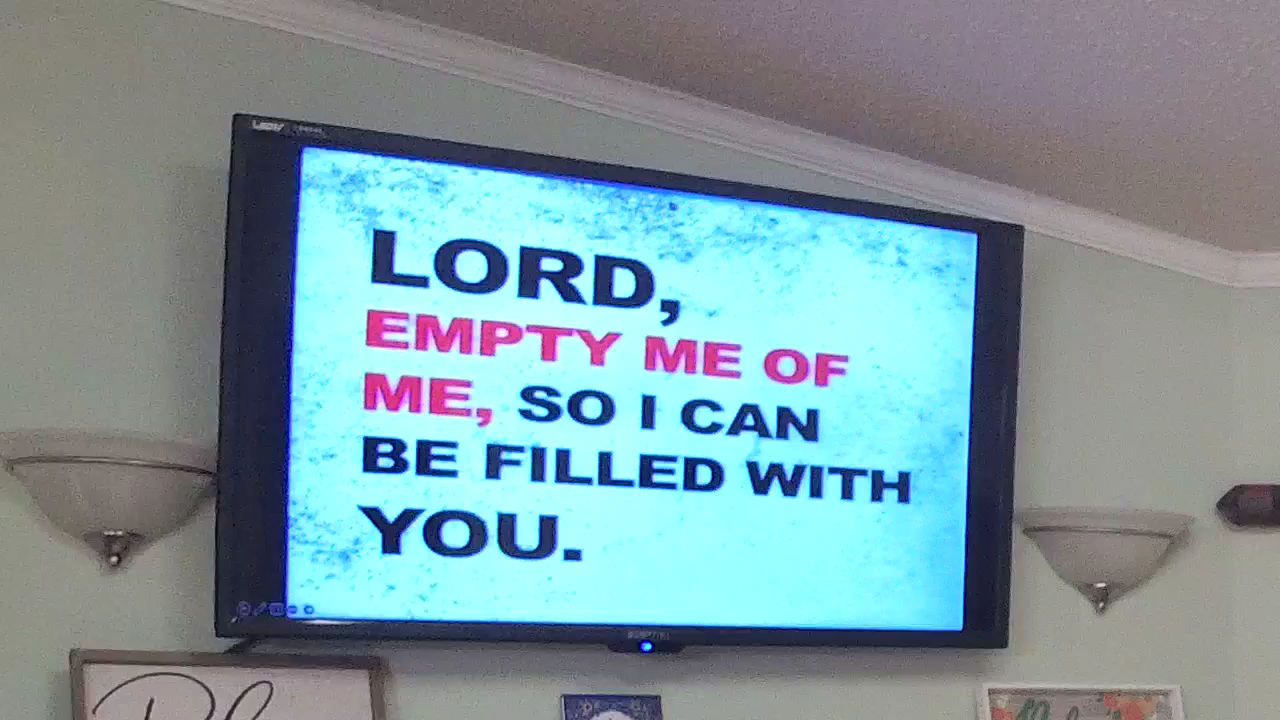 LORD,
EMPTY ME OF
ME, SO I CAN
BE FILLED WITH
YOU.